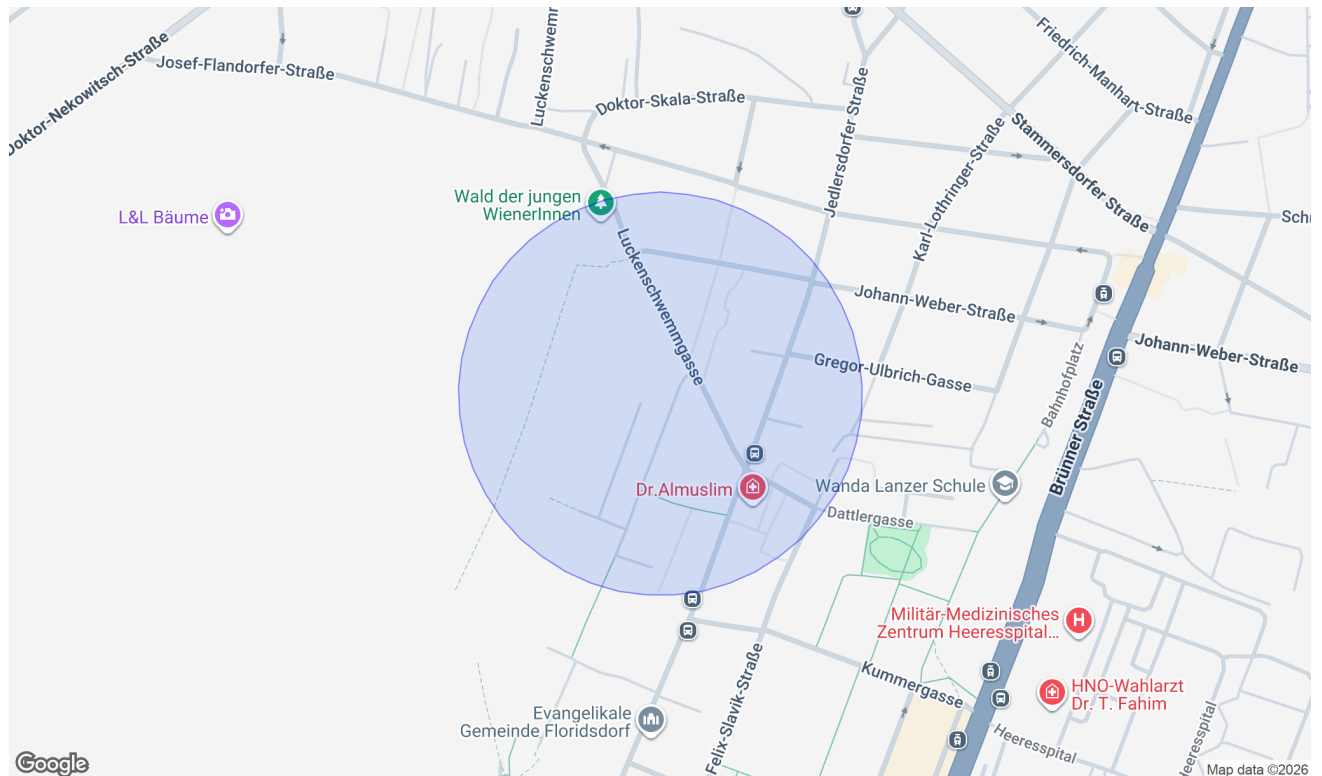 Doktor-Nekowitsch-Straße
Josef-Flandorfer-Straße
Luckenschwemm
Doktor-Skala-Straße
Jedlersdorfer Straße
Friedrich-Manhart-Straße
Stammersdorfer Straße
Karl-Lothringer-Straße
Wald der jungen
WienerInnen
L&L Bäume
Schu
Luckenschwemmgasse
Johann-Weber-Straße
Johann-Weber-Straße
Gregor-Ulbrich-Gasse
Bahnhofplatz
Brünner Straße
Dr.Almuslim
Wanda Lanzer Schule
Dattlergasse
Militär-Medizinisches
Zentrum Heeresspital...
Kummergasse
HNO-Wahlarzt
Dr. T. Fahim
Evangelikale
Gemeinde Floridsdorf
Felix-Slavik-Straße
Heeresspital
Heeresspital
H
Google
Map data ©2026